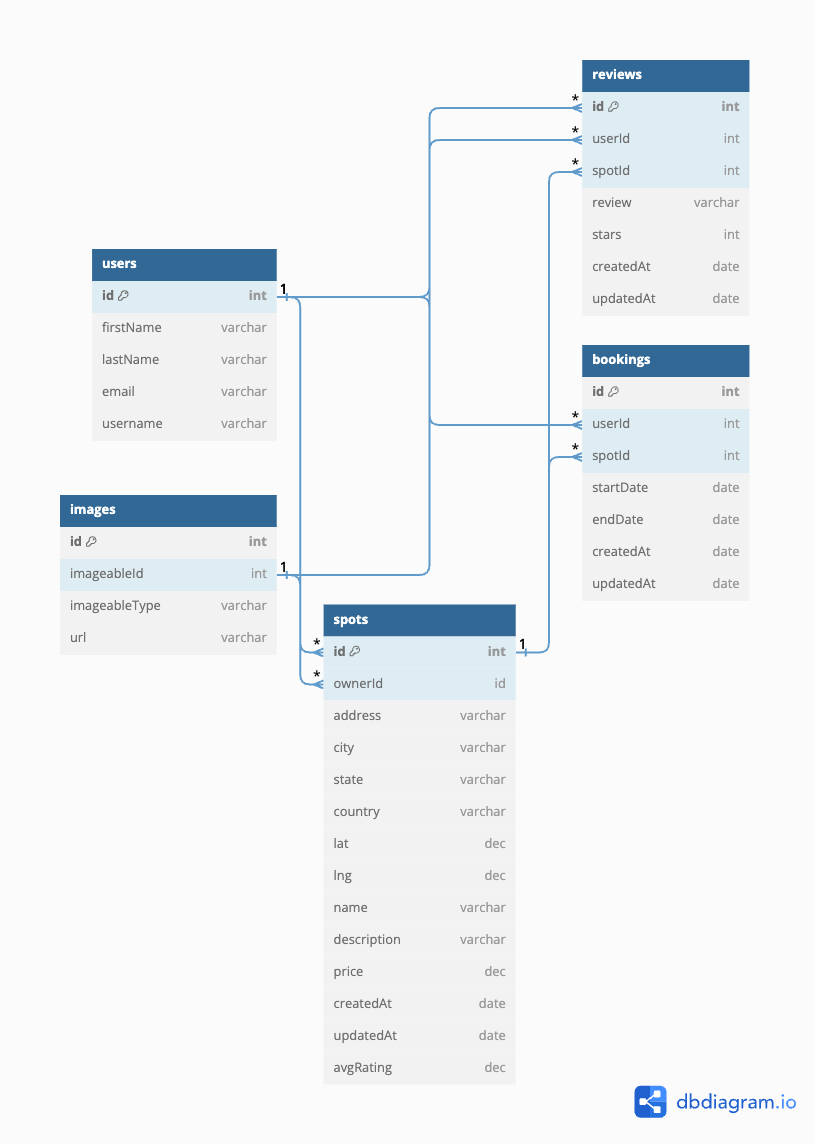 reviews
* id int
* userId int
* spotId int
review varchar
stars int
createdAt date
updatedAt date
users
id int 1
firstName varchar
lastName varchar
email varchar
username varchar
bookings
id int
* userId int
* spotId int
startDate date
endDate date
createdAt date
updatedAt date
images
id int
imageableId int 1
imageableType varchar
url varchar
spots
* id int 1
* ownerId id
address varchar
city varchar
state varchar
country varchar
lat dec
lng dec
name varchar
description varchar
price dec
createdAt date
updatedAt date
avgRating dec
dbdiagram.io